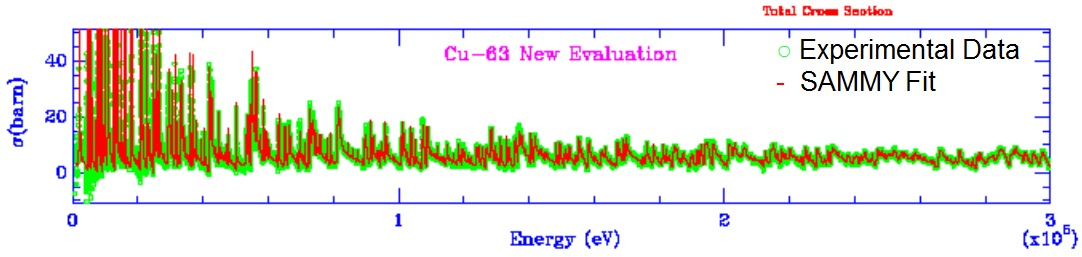 Total Cross Section
Cu-63 New Evaluation
Experimental Data
SAMMY Fit
σ(barn)
40
20
0
0
1
2
3
Energy (eV)
(x10⁵)